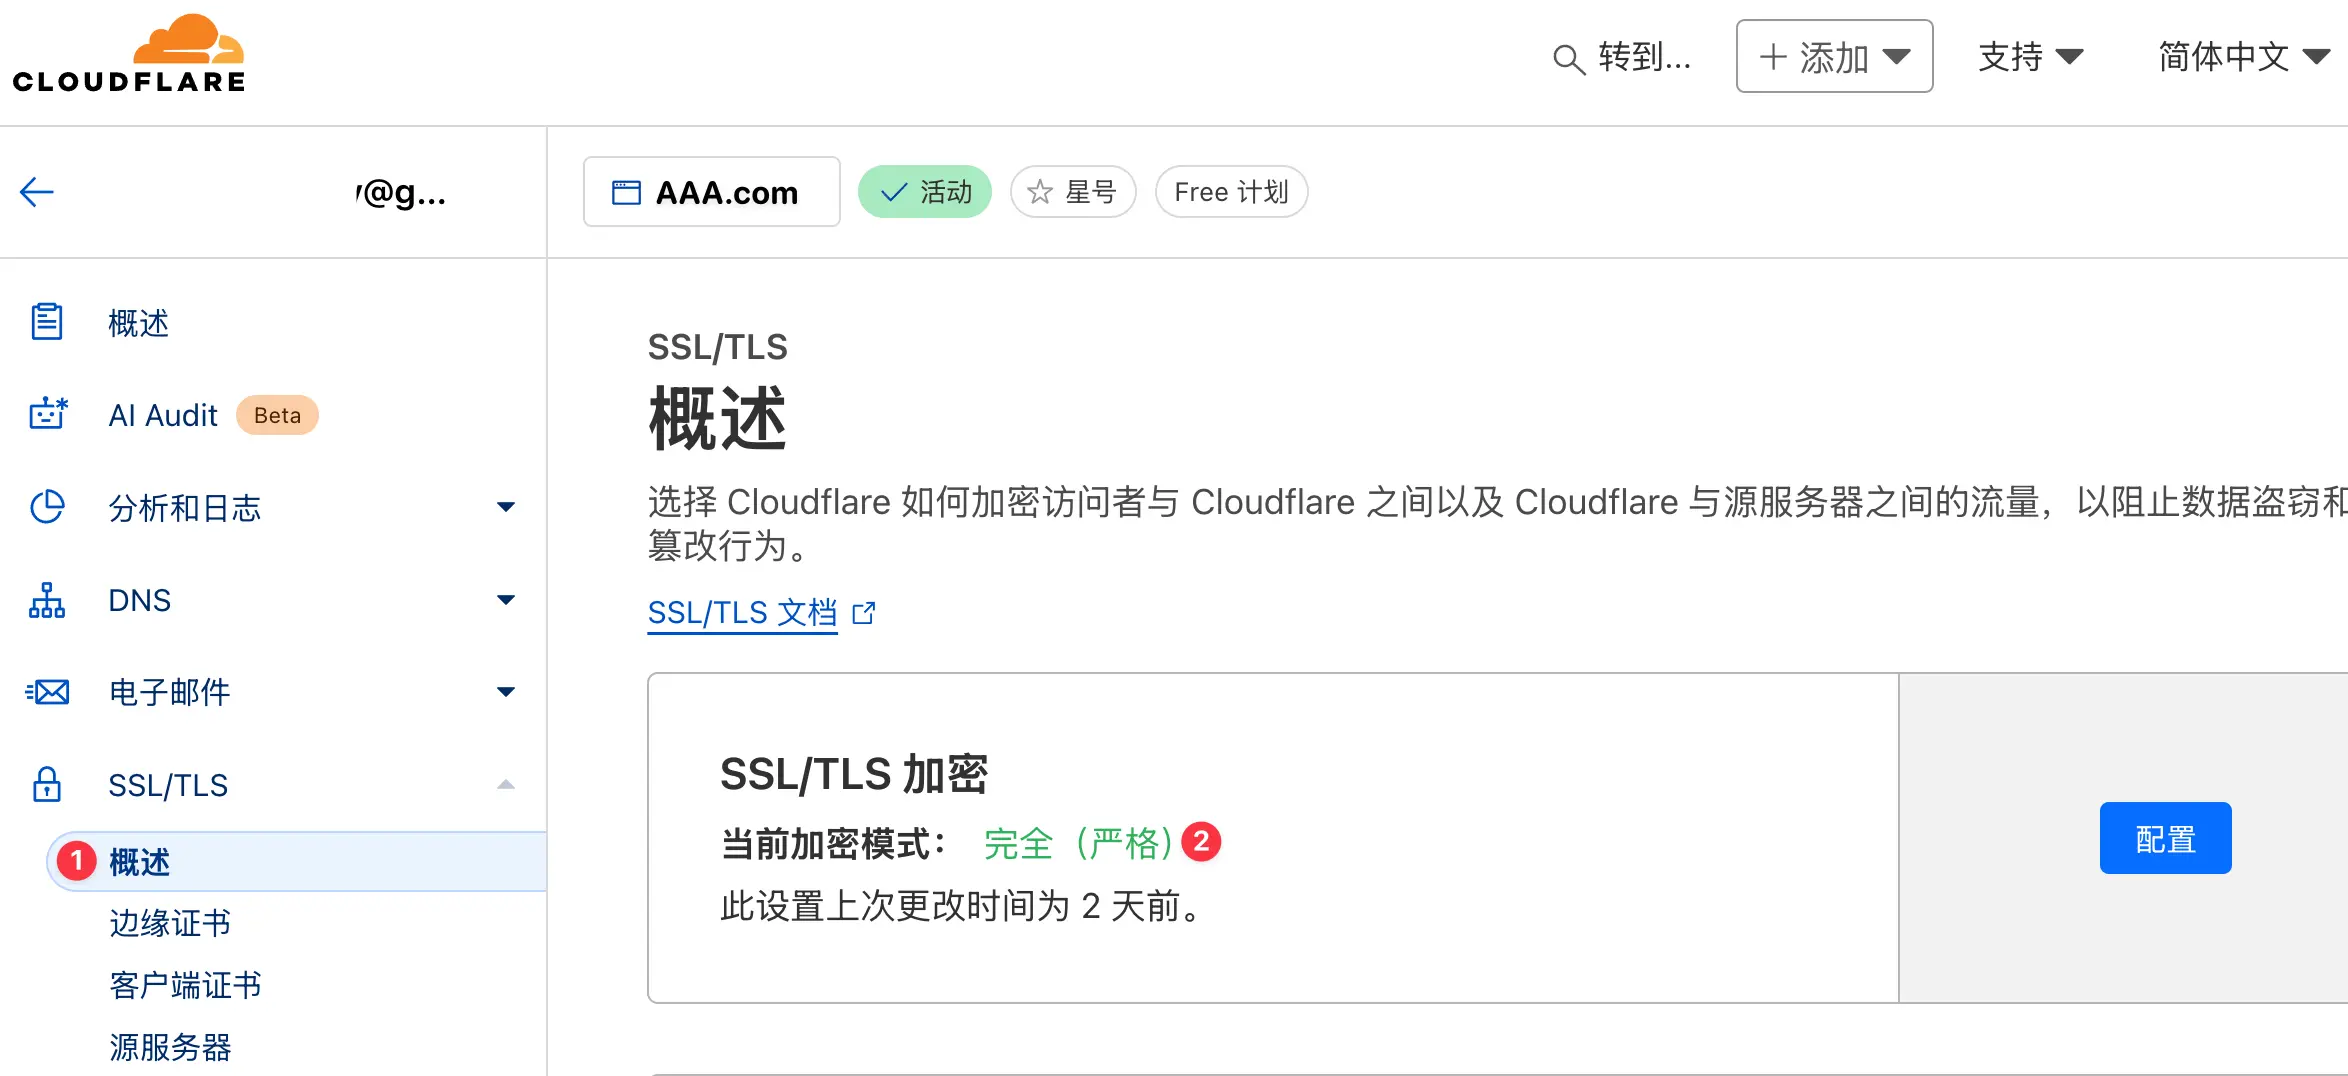 CLOUDFLARE
转到...
添加
支持
简体中文
@g...
AAA.com
活动
星号
Free 计划
概述
AI Audit
Beta
分析和日志
DNS
电子邮件
SSL/TLS
1
概述
边缘证书
客户端证书
源服务器
SSL/TLS
概述
选择 Cloudflare 如何加密访问者与 Cloudflare 之间以及 Cloudflare 与源服务器之间的流量，以阻止数据盗窃和
篡改行为。
SSL/TLS 文档
SSL/TLS 加密
当前加密模式： 完全（严格） 2
此设置上次更改时间为 2 天前。
配置